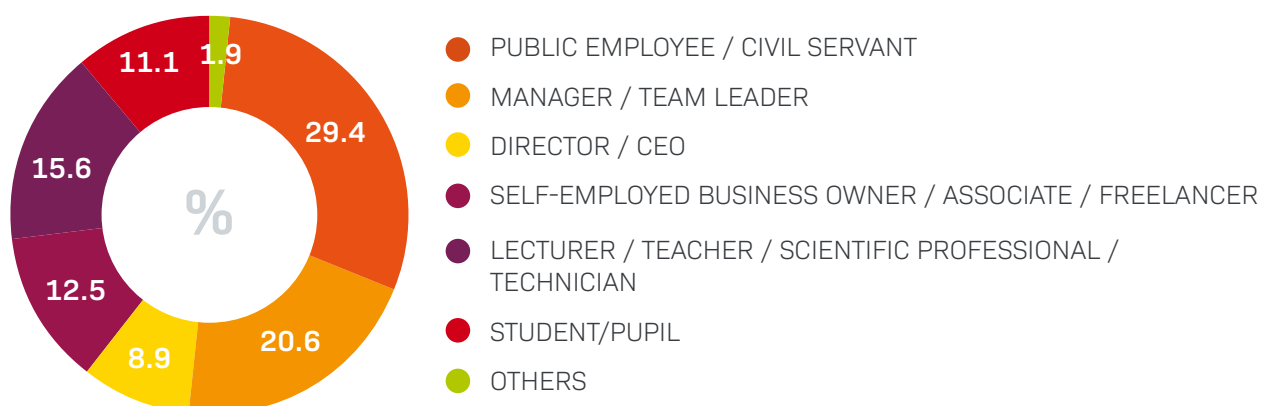 11.1
1.9
29.4
15.6
%
12.5
20.6
8.9
PUBLIC EMPLOYEE / CIVIL SERVANT
MANAGER / TEAM LEADER
DIRECTOR / CEO
SELF-EMPLOYED BUSINESS OWNER / ASSOCIATE / FREELANCER
LECTURER / TEACHER / SCIENTIFIC PROFESSIONAL /
TECHNICIAN
STUDENT/PUPIL
OTHERS